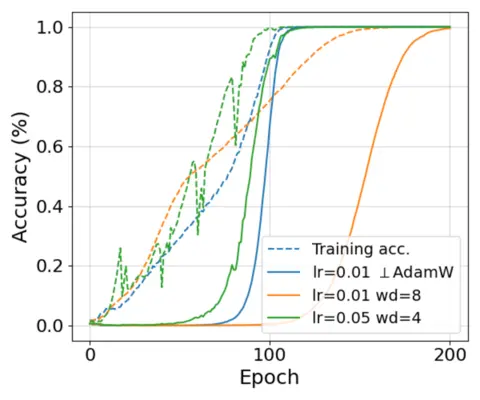 1.0
0.8
0.6
0.4
0.2
0.0
Accuracy (%)
Training acc.
lr=0.01 ⊥AdamW
lr=0.01 wd=8
lr=0.05 wd=4
0
100
200
Epoch